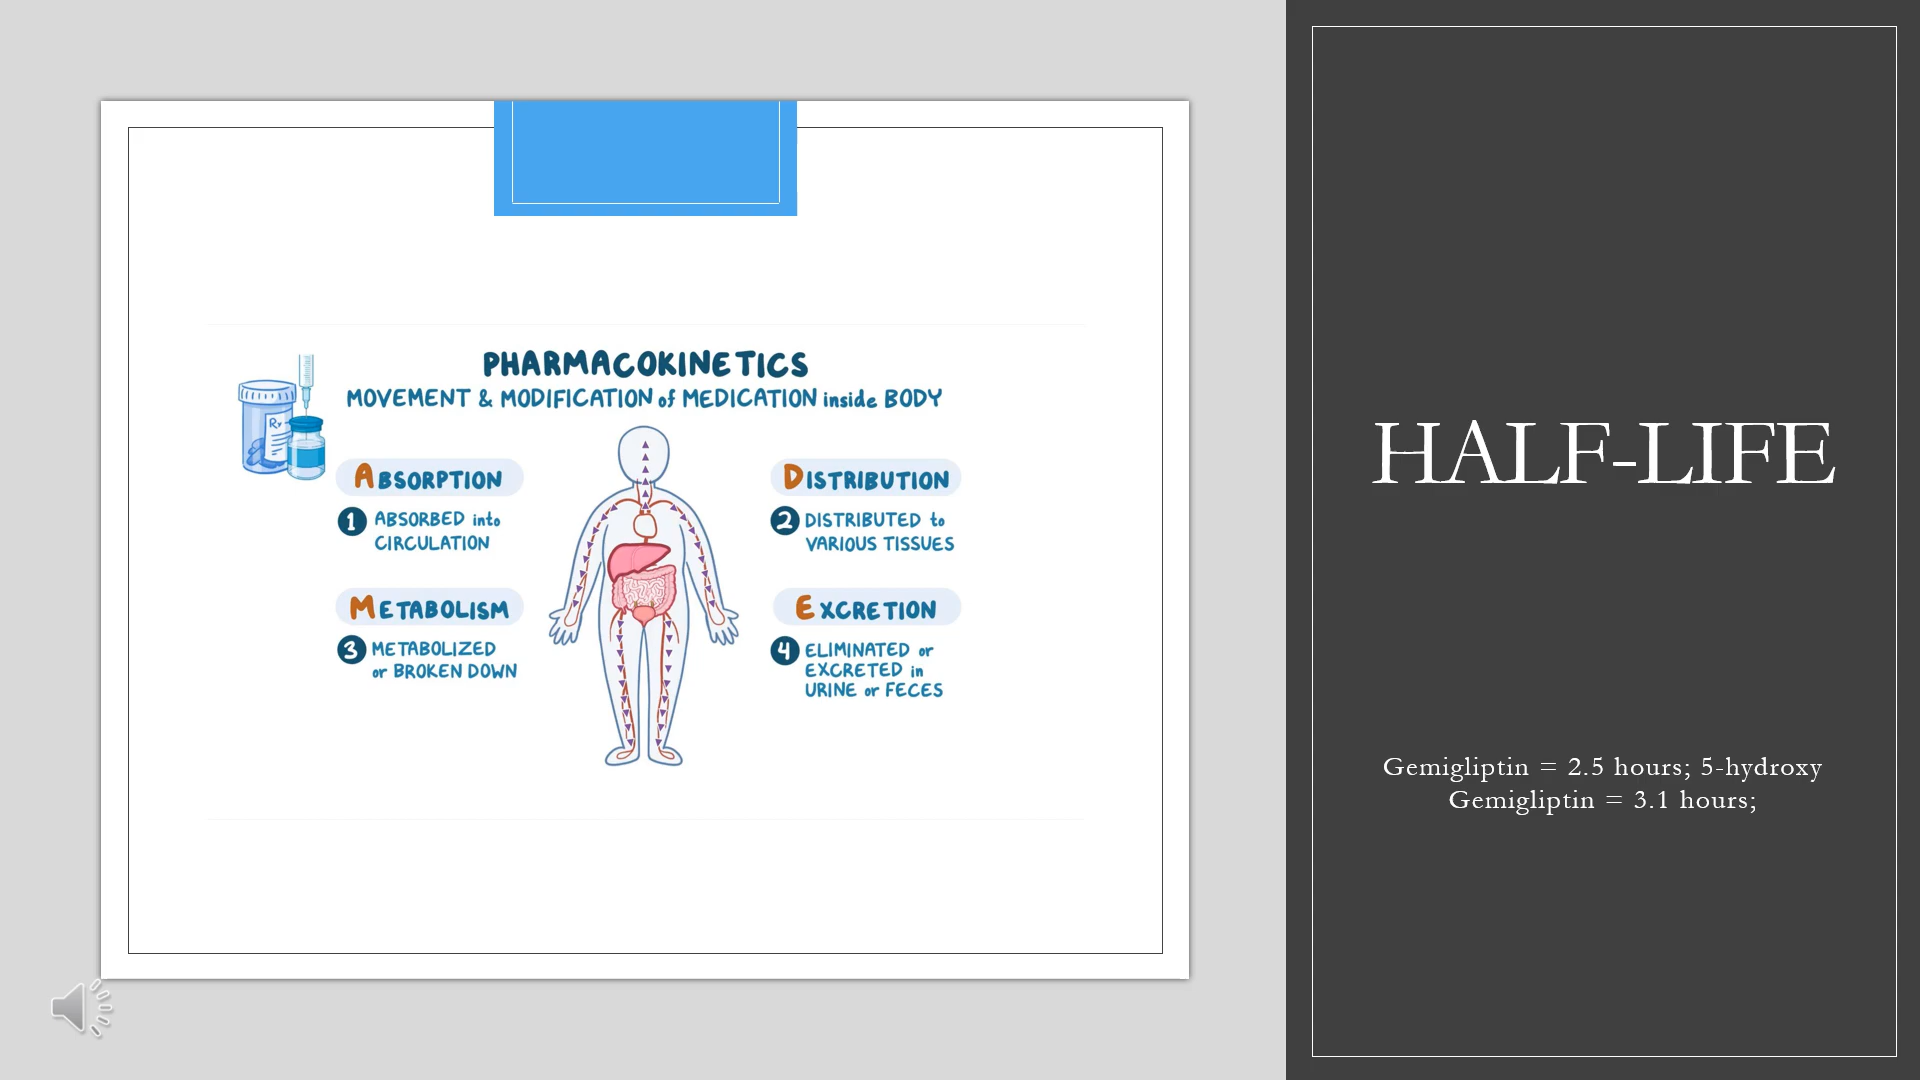 PHARMACOKINETICS
MOVEMENT & MODIFICATION of MEDICATION inside BODY
Rx
ABSORPTION
1 ABSORBED into
CIRCULATION
DISTRIBUTION
2 DISTRIBUTED to
VARIOUS TISSUES
METABOLISM
3 METABOLIZED
or BROKEN DOWN
EXCRETION
4 ELIMINATED or
EXCRETED in
URINE or FECES
HALF-LIFE
Gemigliptin = 2.5 hours; 5-hydroxy
Gemigliptin = 3.1 hours;